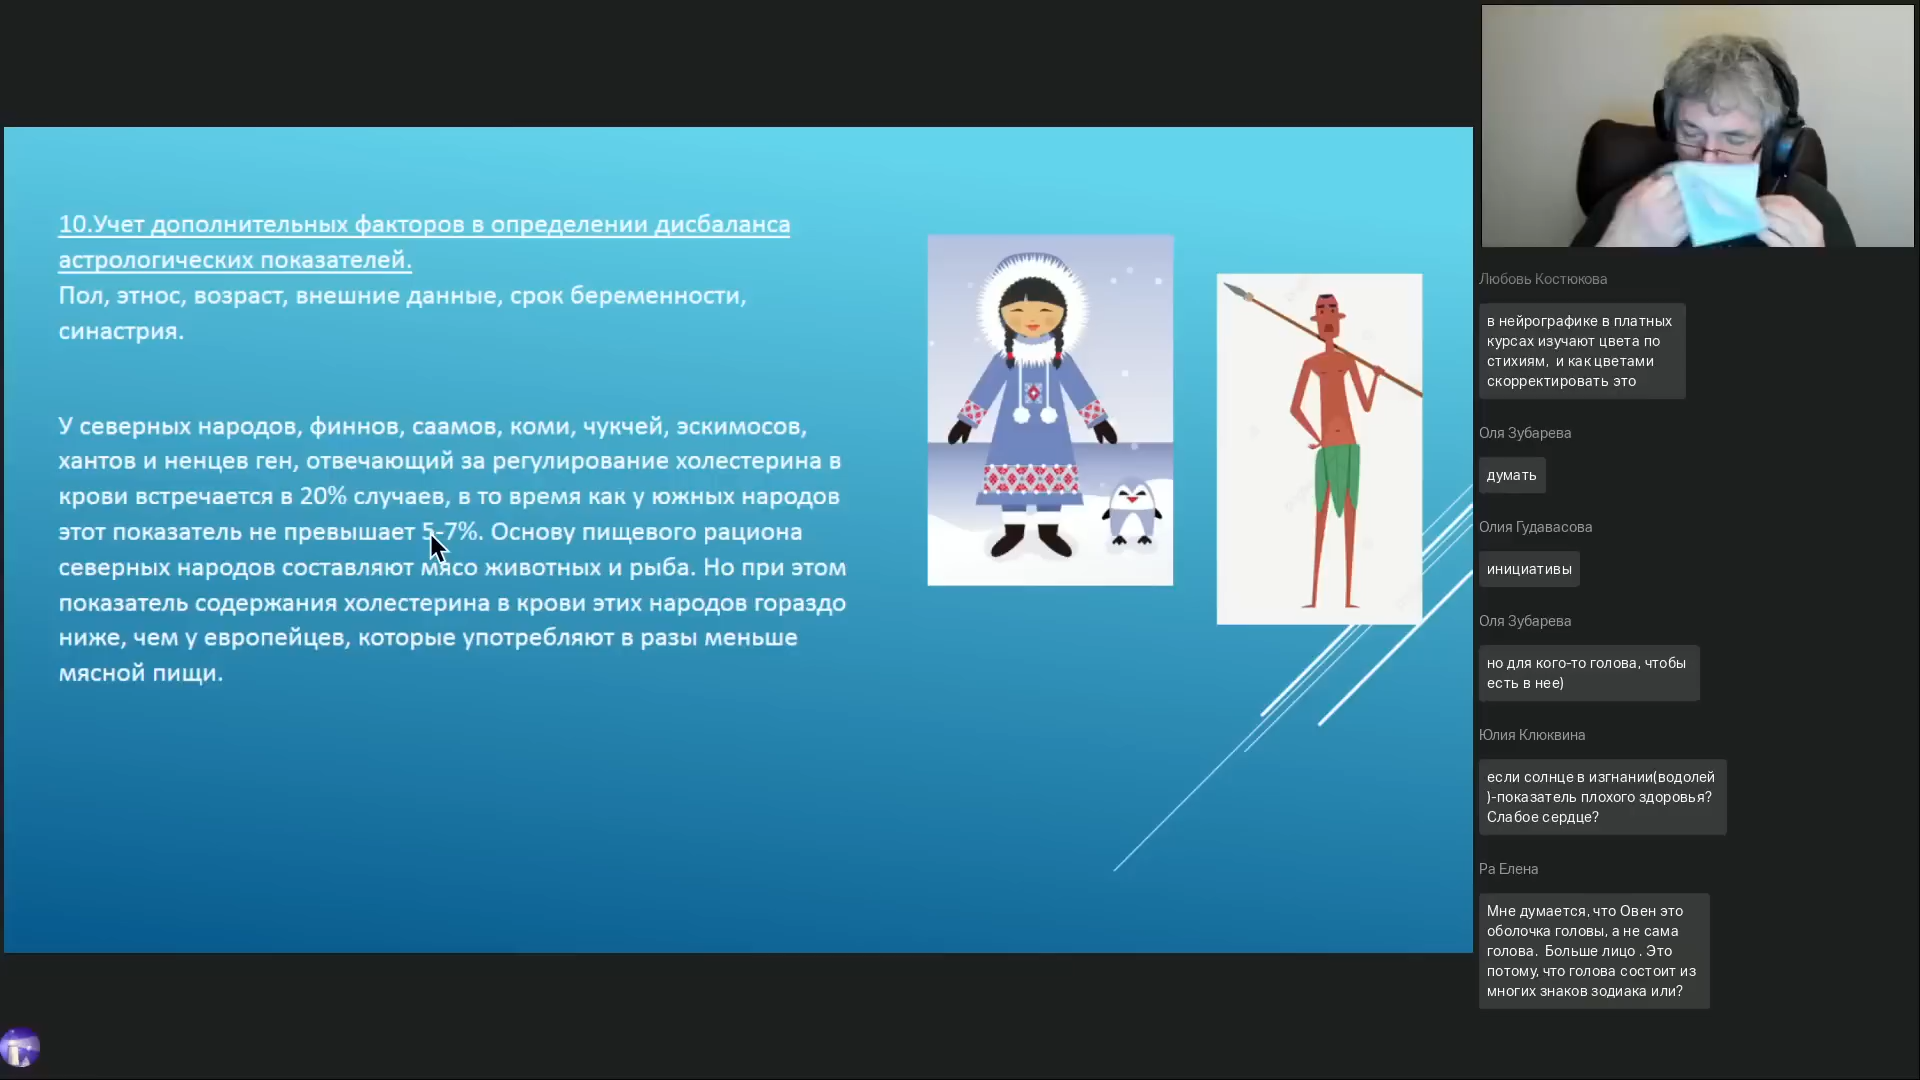 10.Учет дополнительных факторов в определении дисбаланса
астрологических показателей.
Пол, этнос, возраст, внешние данные, срок беременности,
синастрия.
У северных народов, финнов, саамов, коми, чукчей, эскимосов,
хантов и ненцев ген, отвечающий за регулирование холестерина в
крови встречается в 20% случаев, в то время как у южных народов
этот показатель не превышает 5-7%. Основу пищевого рациона
северных народов составляют мясо животных и рыба. Но при этом
показатель содержания холестерина в крови этих народов гораздо
ниже, чем у европейцев, которые употребляют в разы меньше
мясной пищи.
Любовь Костюкова
в нейрографике в платных
курсах изучают цвета по
стихиям, и как цветами
скорректировать это
Оля Зубарева
думать
Олия Гудавасова
инициативы
Оля Зубарева
но для кого-то голова, чтобы
есть в нее)
Юлия Клюквина
если солнце в изгнании(водолей
)-показатель плохого здоровья?
Слабое сердце?
Ра Елена
Мне думается, что Овен это
оболочка головы, а не сама
голова. Больше лицо . Это
потому, что голова состоит из
многих знаков зодиака или?